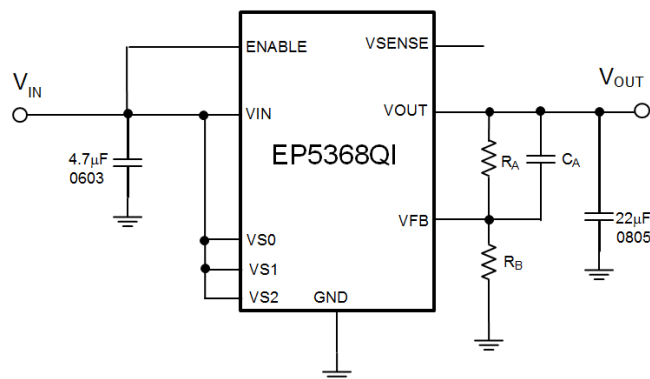 ENABLE
VSENSE
VIN
VOUT
VIN
VOUT
EP5368QI
4.7µF
0603
RA
CA
VFB
22µF
0805
VS0
VS1
RB
VS2
GND